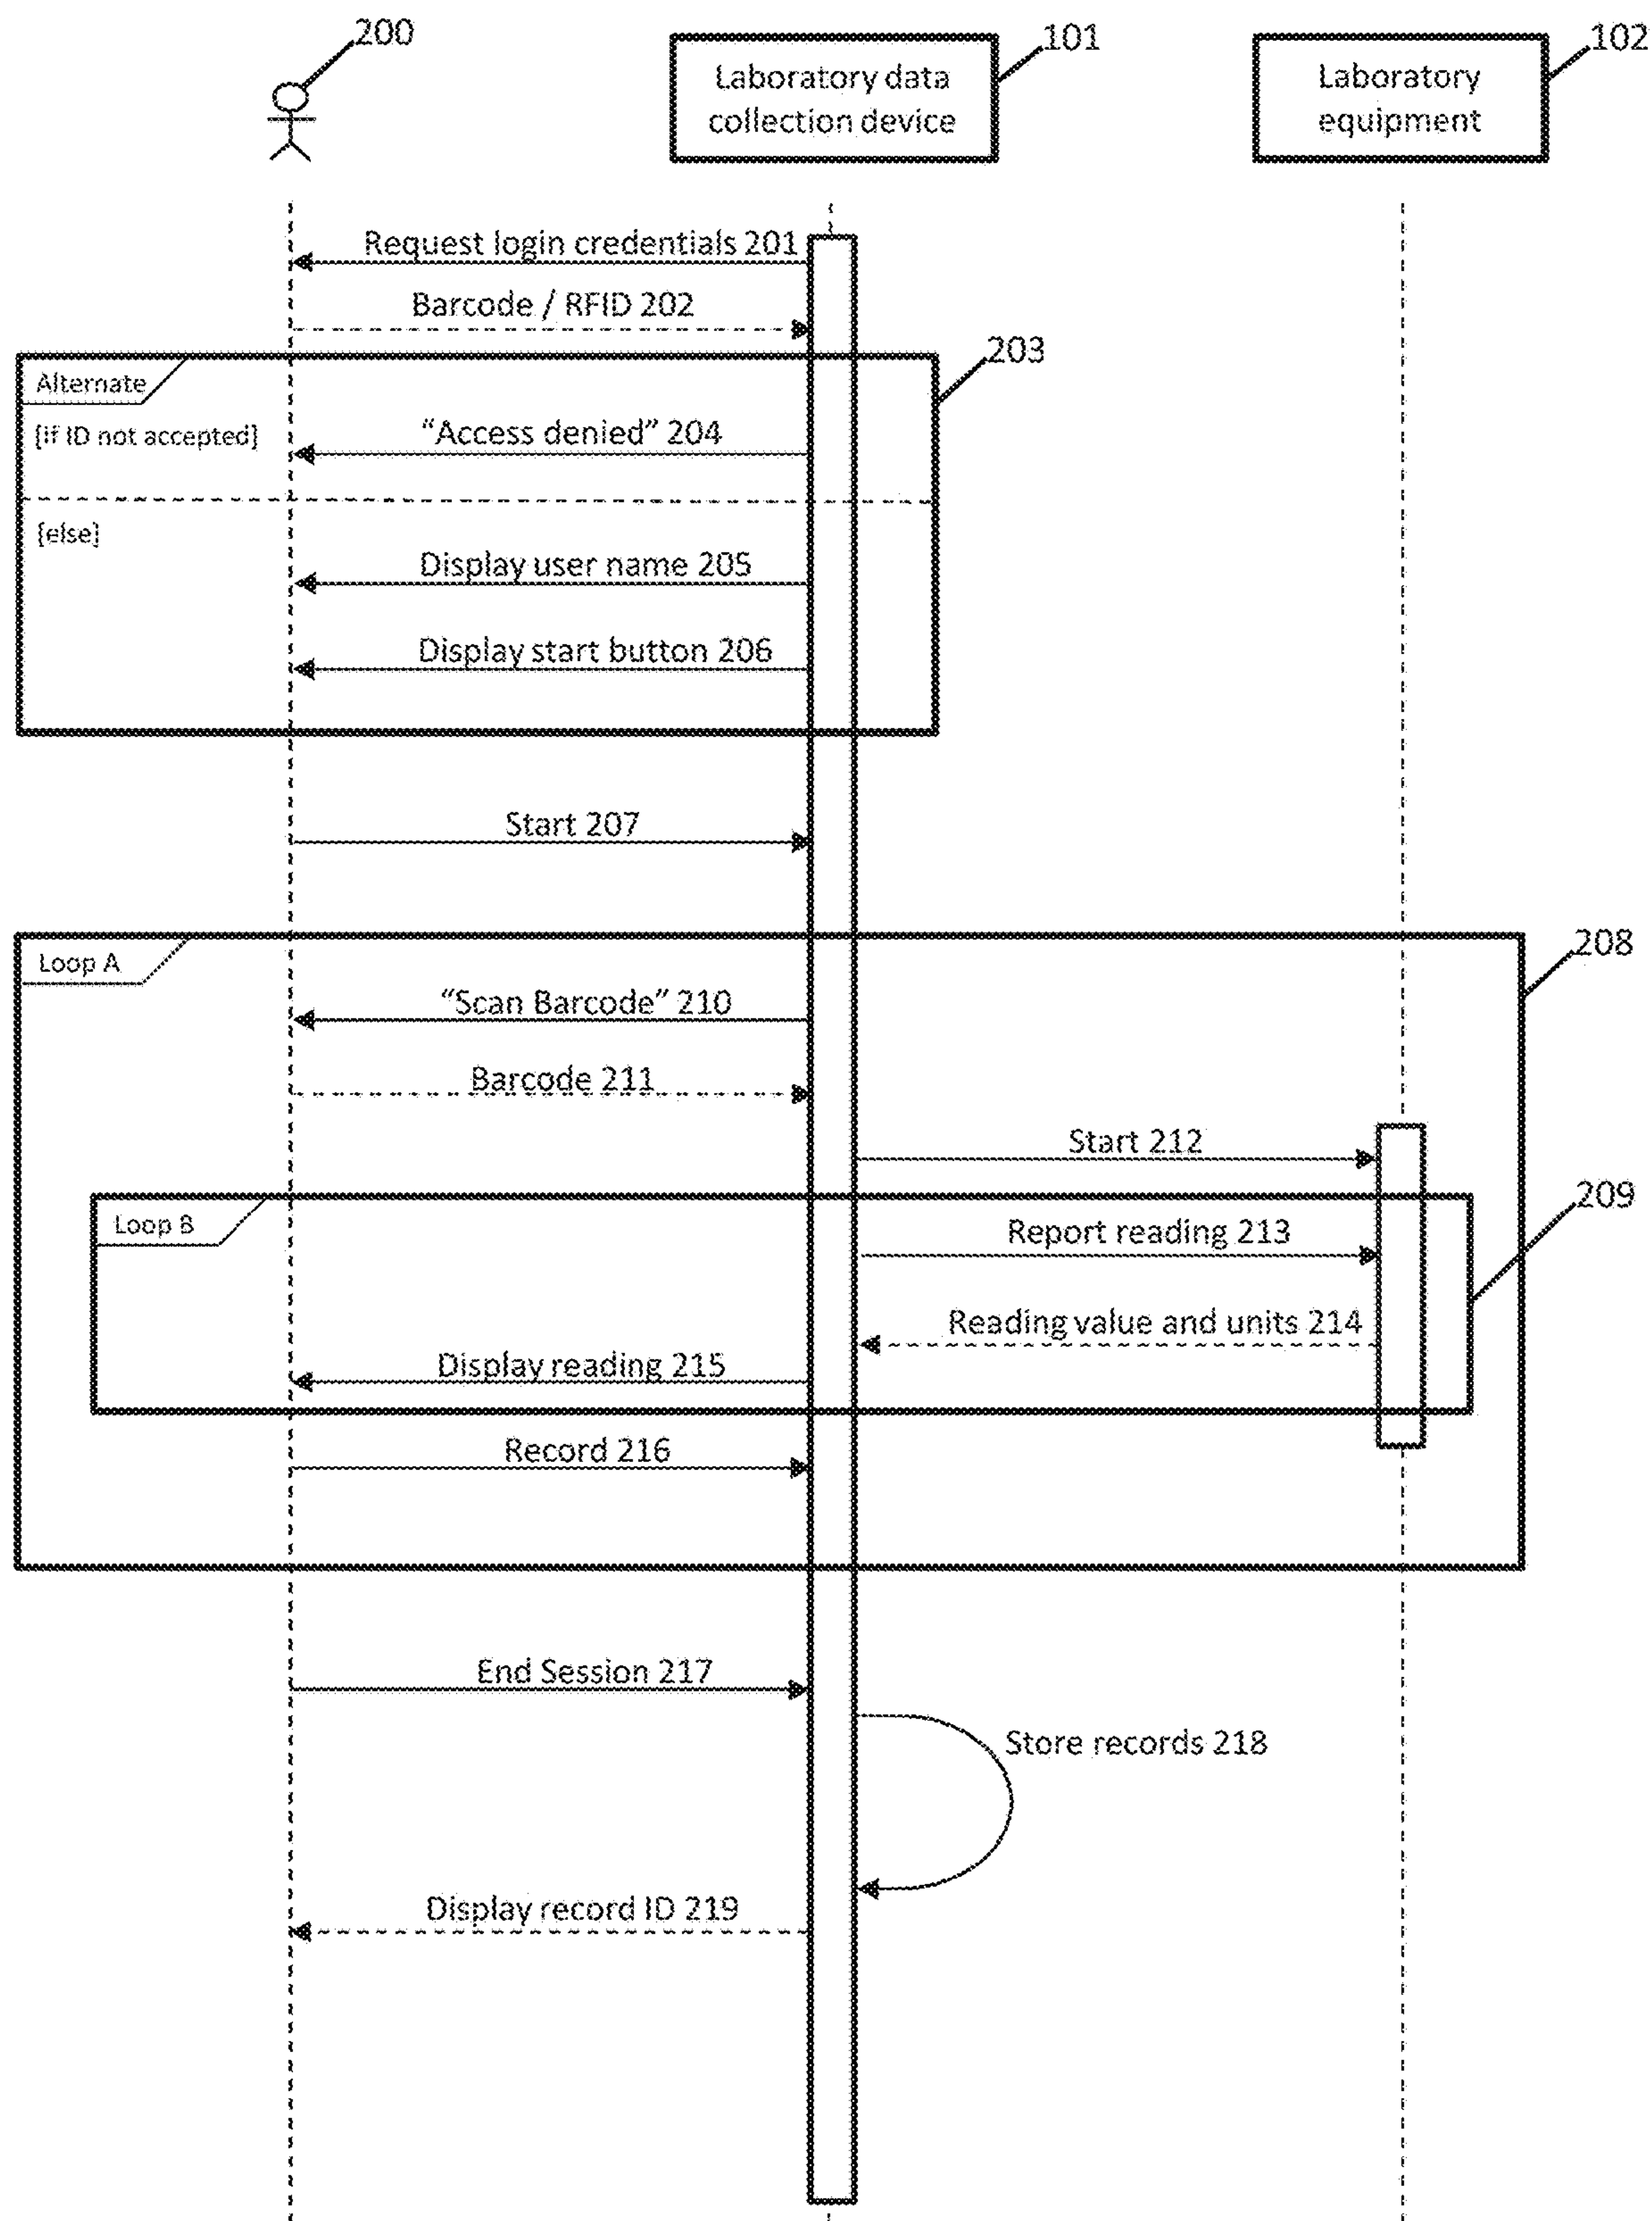 200
101
102
Laboratory data
collection device
Laboratory
equipment
Request login credentials 201
Barcode / RFID 202
203
Alternate
[if ID not accepted]
“Access denied” 204
[else]
Display user name 205
Display start button 206
Start 207
208
Loop A
“Scan Barcode” 210
Barcode 211
Start 212
209
Loop B
Report reading 213
Reading value and units 214
Display reading 215
Record 216
End Session 217
Store records 218
Display record ID 219